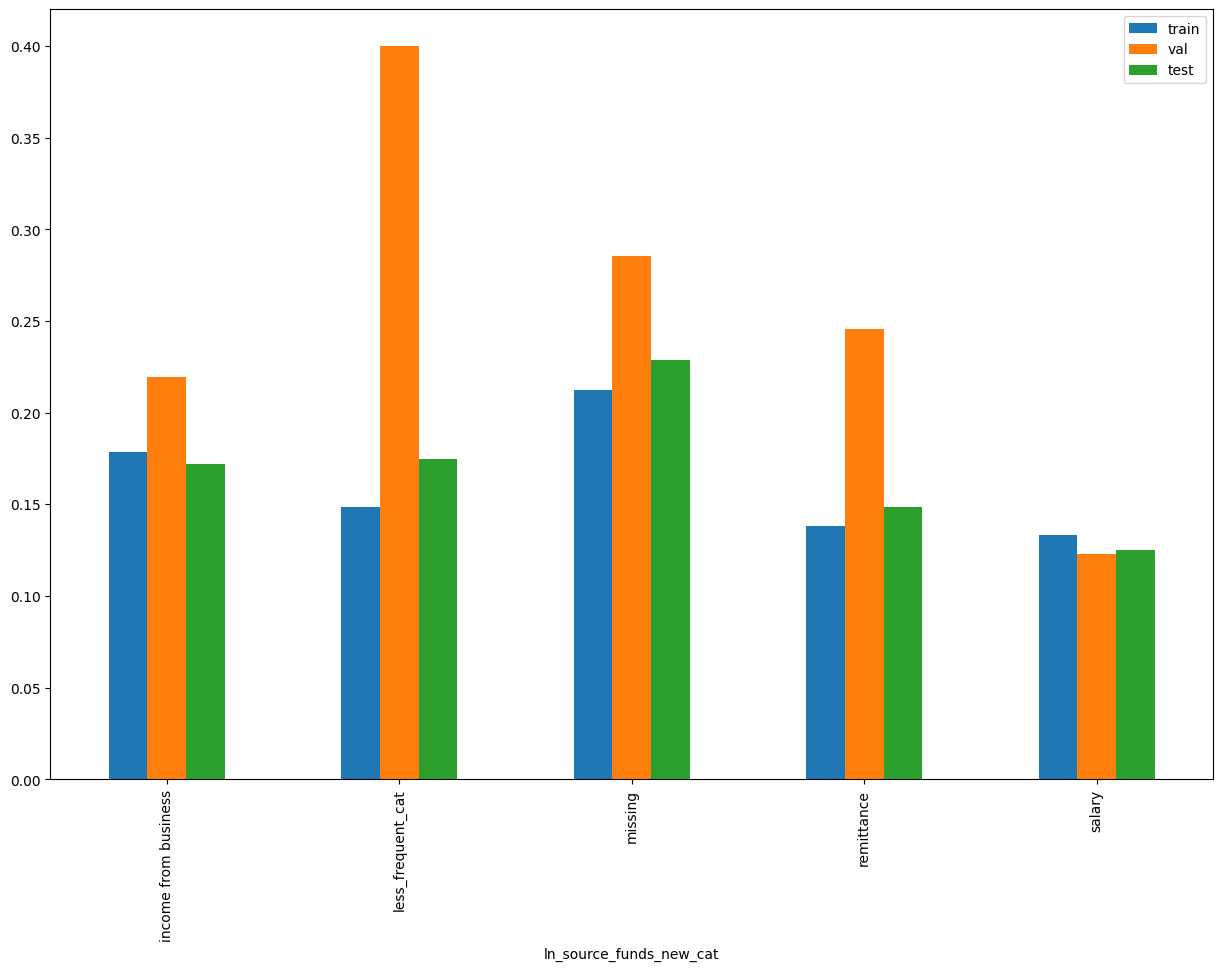 train
val
test
0.40
0.35
0.30
0.25
0.20
0.15
0.10
0.05
0.00
income from business
less_frequent_cat
missing
remittance
salary
ln_source_funds_new_cat